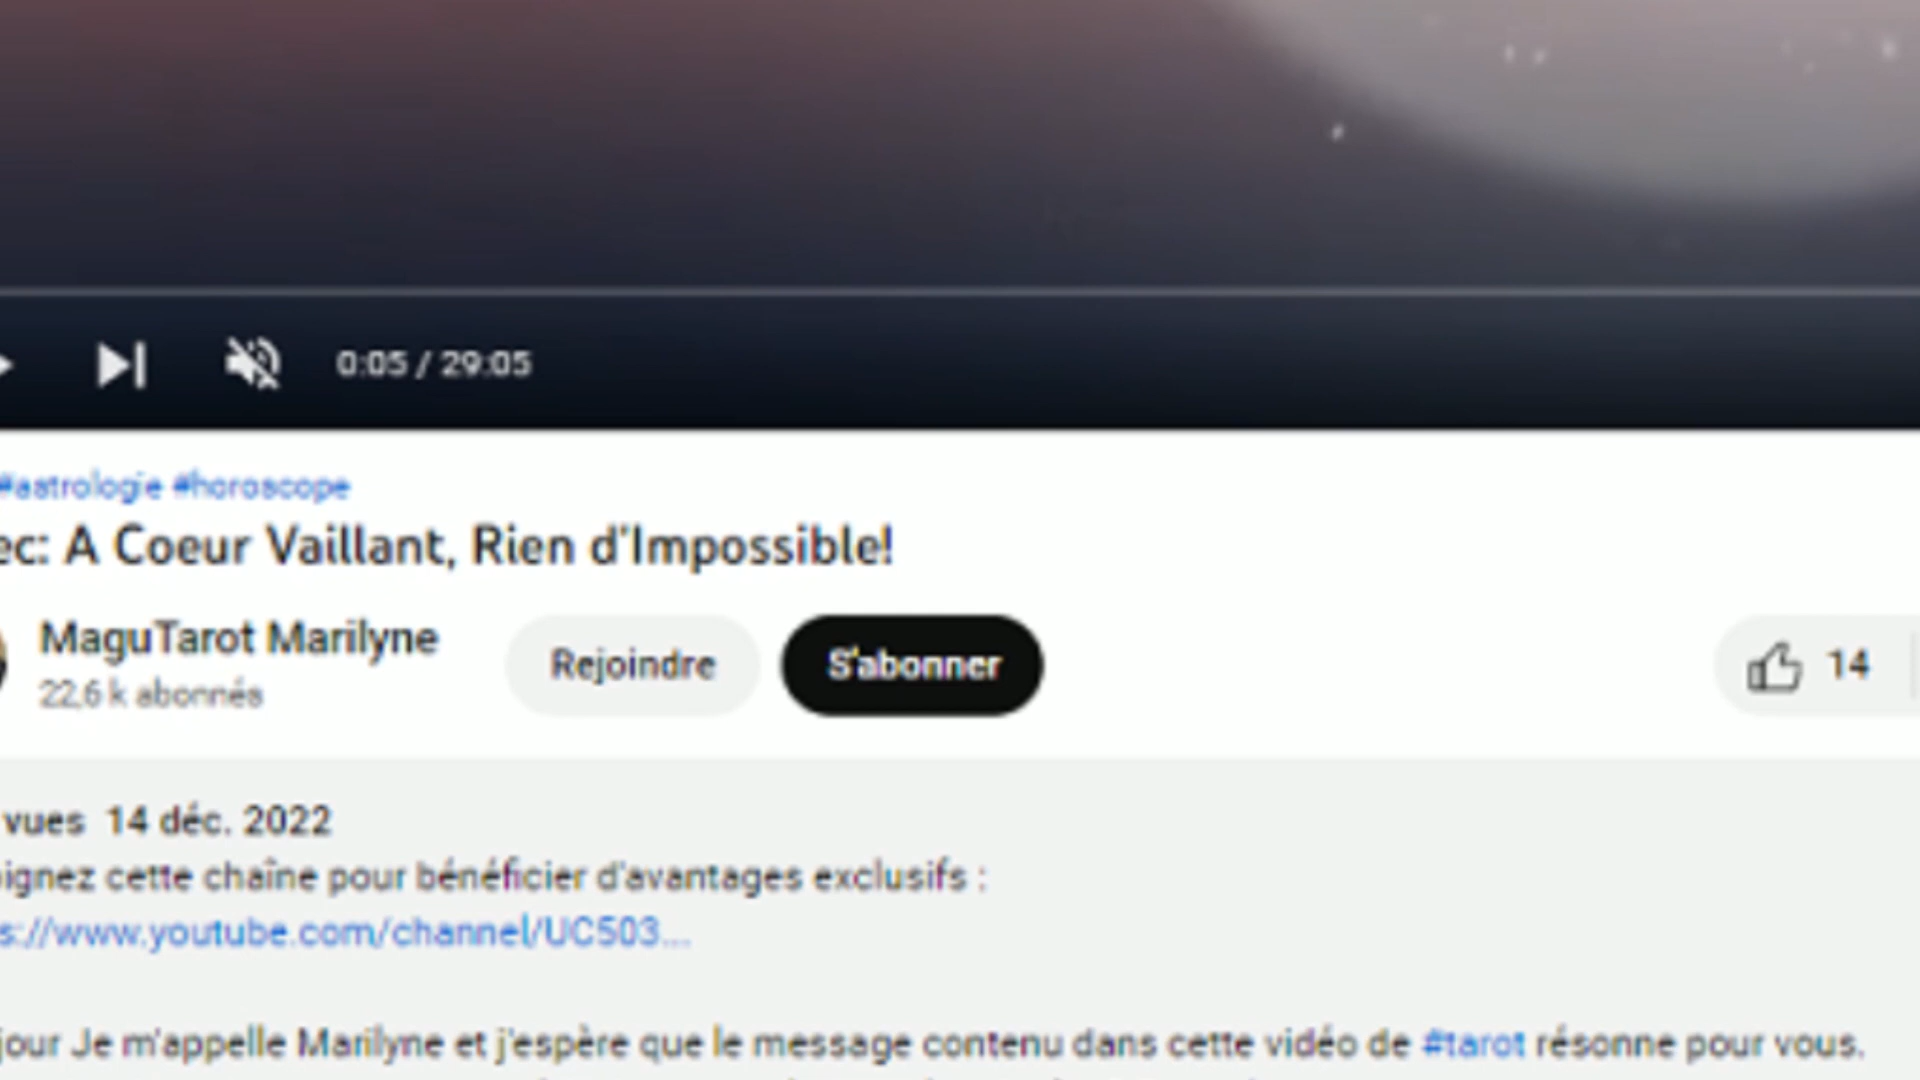 0:05 / 29:05
#astrologie #horoscope
ec: A Coeur Vaillant, Rien d'Impossible!
MaguTarot Marilyne
Rejoindre
S'abonner
14
22,6 k abonnés
vues 14 déc. 2022
oignez cette chaîne pour bénéficier d'avantages exclusifs :
s://www.youtube.com/channel/UC503...
jour Je m'appelle Marilyne et j'espère que le message contenu dans cette vidéo de #tarot résonne pour vous.